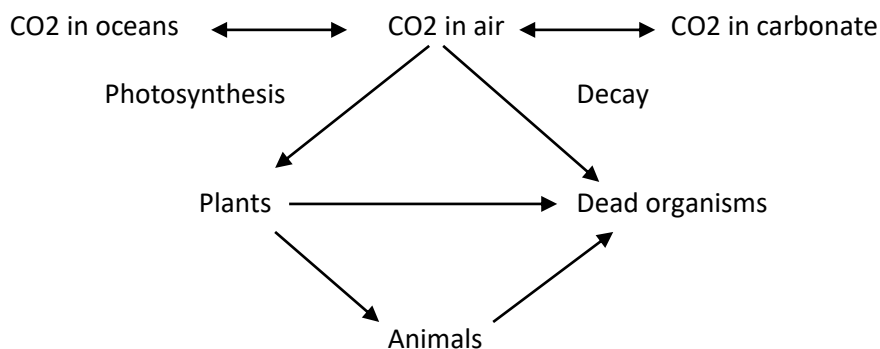 CO2 in oceans CO2 in air CO2 in carbonate
Photosynthesis Decay
Plants Dead organisms
Animals